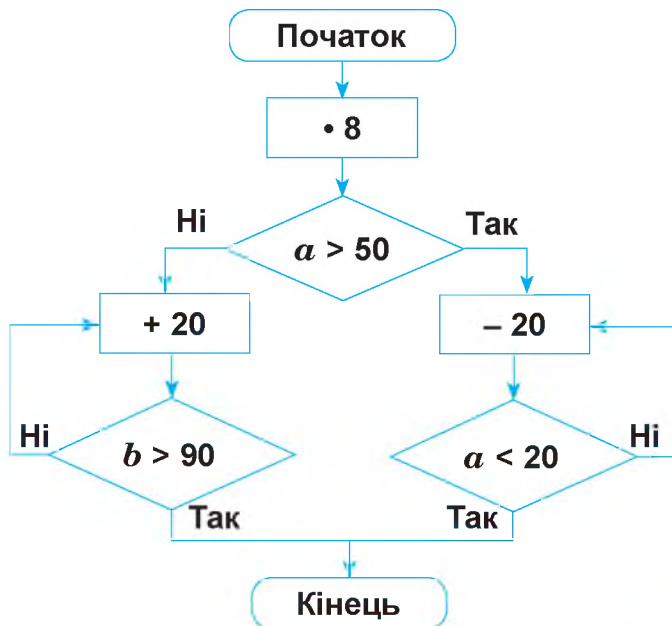 Початок
• 8
Ні
Так
a > 50
+ 20
– 20
Ні
b > 90
a < 20
Ні
Так
Так
Кінець